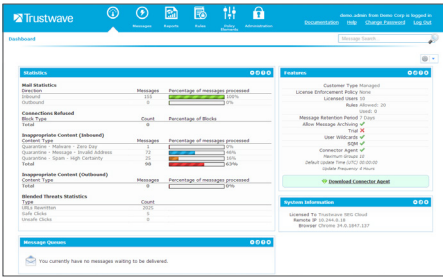 Trustwave
Messages
Reports
Rules
Policy Elements
Administration
demo.admin from Demo Corp is logged in
Documentation Help Change Password Log Out
Dashboard
Message Search
Statistics
Mail Statistics
Direction Messages Percentage of messages processed
Inbound 155 100%
Outbound 0 0%
Connections Refused
Block Type Count Percentage of Blocks
Total 0
Inappropriate Content (Inbound)
Content Type Messages Percentage of messages processed
Quarantine - Malware - Zero Day 1 0%
Quarantine - Message - Invalid Address 72 46%
Quarantine - Spam - High Certainty 25 16%
Total 98 63%
Inappropriate Content (Outbound)
Content Type Messages Percentage of messages processed
Total 0 0%
Blended Threats Statistics
Type Count
URLs Rewritten 2025
Safe Clicks 5
Unsafe Clicks 0
Message Queues
You currently have no messages waiting to be delivered.
Features
Customer Type Managed
License Enforcement Policy None
Licensed Users 10
Rules Allowed: 20
Used: 0
Message Retention Period 7 Days
Allow Message Archiving
Trial
User Wildcards
SQM
Connector Agent
Maximum Groups 10
Default Update Time (UTC) 00:00:00
Update Frequency 4 Hours
Download Connector Agent
System Information
Licensed To Trustwave SEG Cloud
Remote IP 10.244.0.18
Browser Chrome 34.0.1847.137